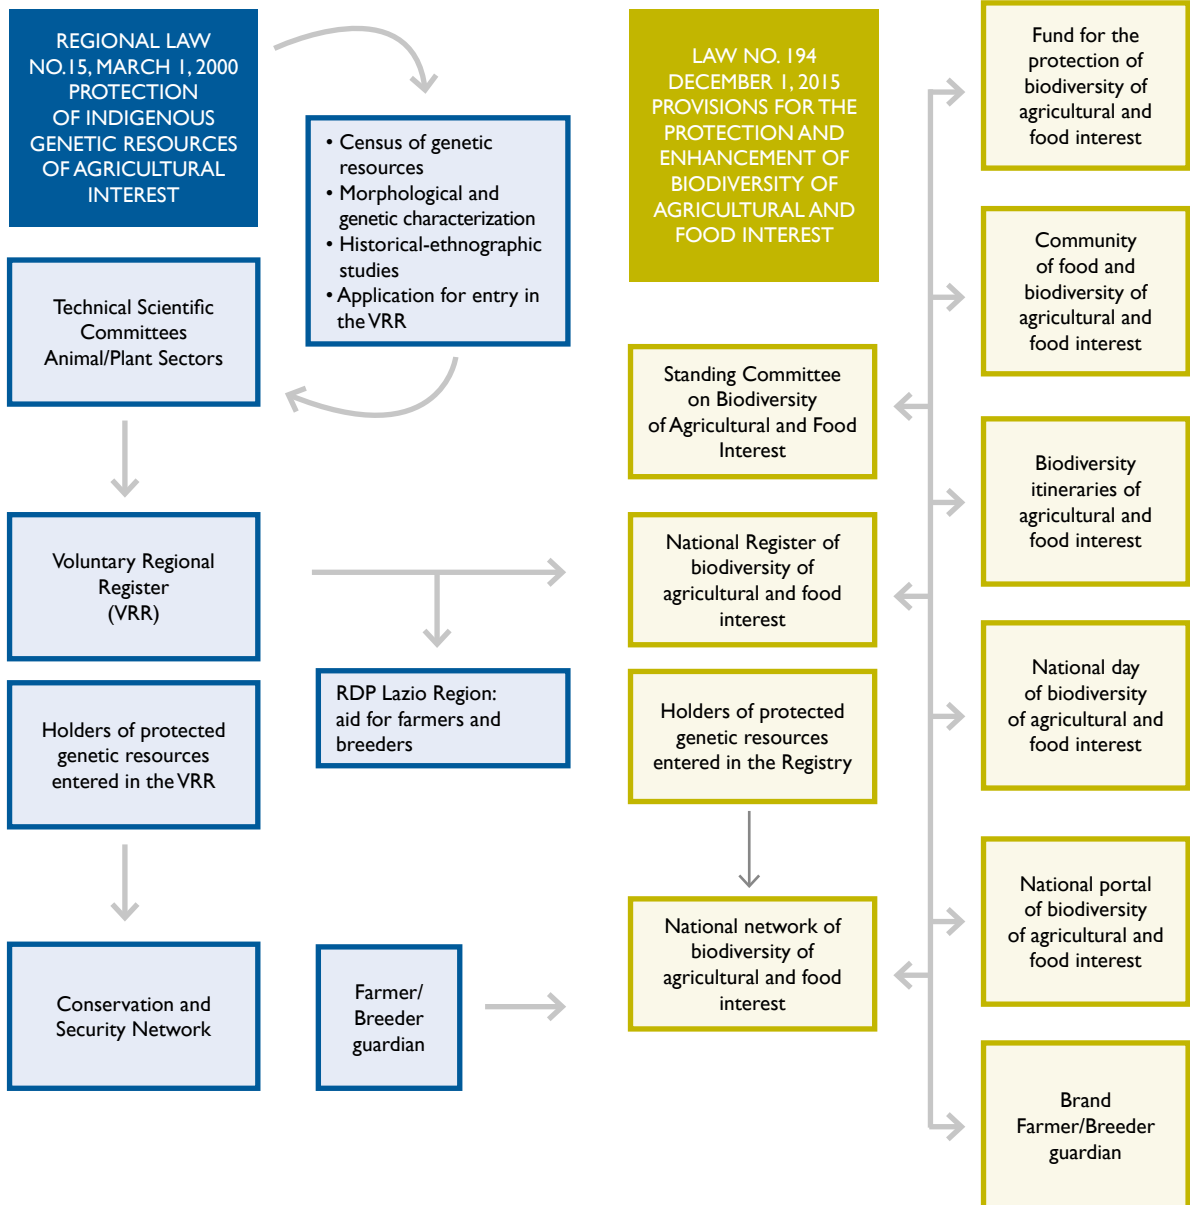 REGIONAL LAW
NO.15, MARCH 1, 2000
PROTECTION
OF INDIGENOUS
GENETIC RESOURCES
OF AGRICULTURAL
INTEREST
• Census of genetic
resources
• Morphological and
genetic characterization
• Historical-ethnographic
studies
• Application for entry in
the VRR
Technical Scientific
Committees
Animal/Plant Sectors
Voluntary Regional
Register
(VRR)
RDP Lazio Region:
aid for farmers and
breeders
Holders of protected
genetic resources
entered in the VRR
Conservation and
Security Network
Farmer/
Breeder
guardian
LAW NO. 194
DECEMBER 1, 2015
PROVISIONS FOR THE
PROTECTION AND
ENHANCEMENT OF
BIODIVERSITY OF
AGRICULTURAL AND
FOOD INTEREST
Standing Committee
on Biodiversity
of Agricultural and Food
Interest
National Register of
biodiversity of
agricultural and food
interest
Holders of protected
genetic resources
entered in the Registry
National network of
biodiversity of
agricultural and food
interest
Fund for the
protection of
biodiversity of
agricultural and
food interest
Community
of food and
biodiversity of
agricultural and
food interest
Biodiversity
itineraries of
agricultural and
food interest
National day
of biodiversity
of agricultural and
food interest
National portal
of biodiversity
of agricultural and
food interest
Brand
Farmer/Breeder
guardian